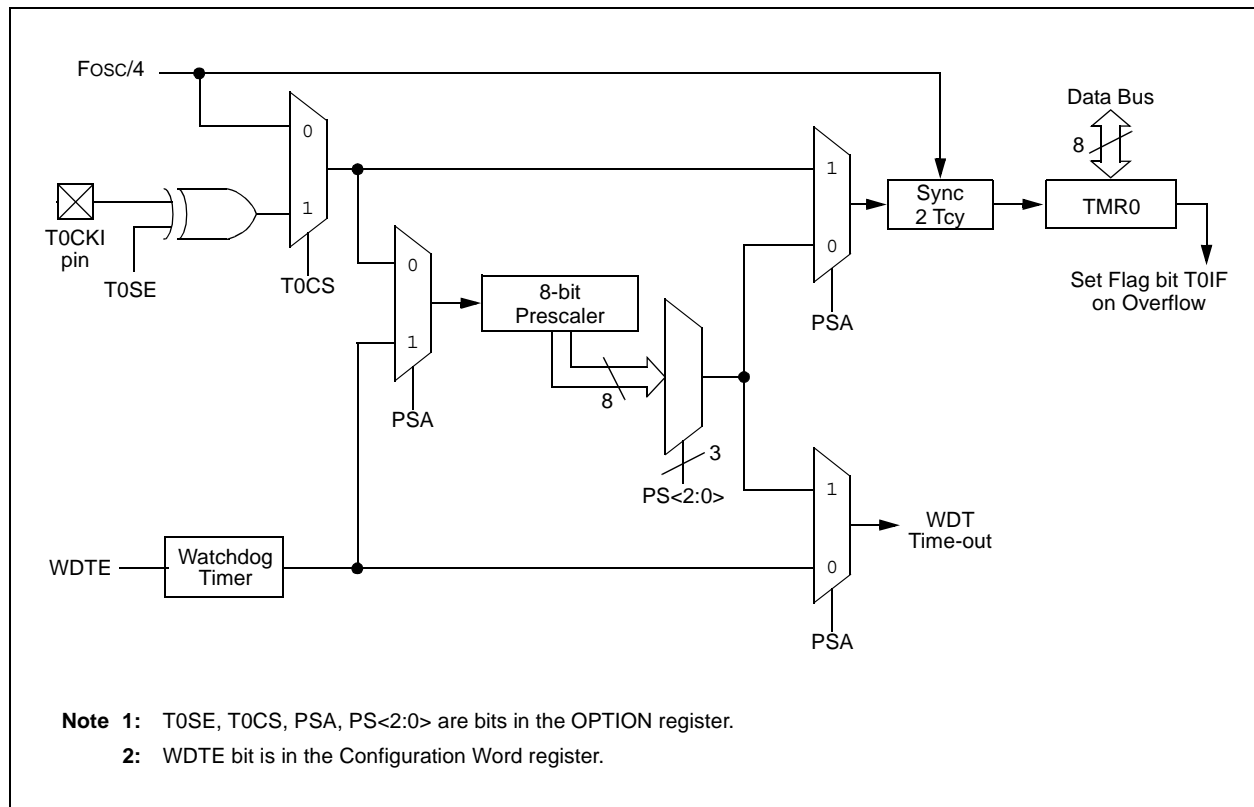 FOSC/4
Data Bus
8
0
1
T0CKI
pin
T0SE
T0CS
1
0
PSA
Sync
2 Tcy
TMR0
Set Flag bit T0IF
on Overflow
0
1
PSA
8-bit
Prescaler
8
3
PS<2:0>
1
0
PSA
WDT
Time-out
WDTE
Watchdog
Timer
Note 1: T0SE, T0CS, PSA, PS<2:0> are bits in the OPTION register.
2: WDTE bit is in the Configuration Word register.